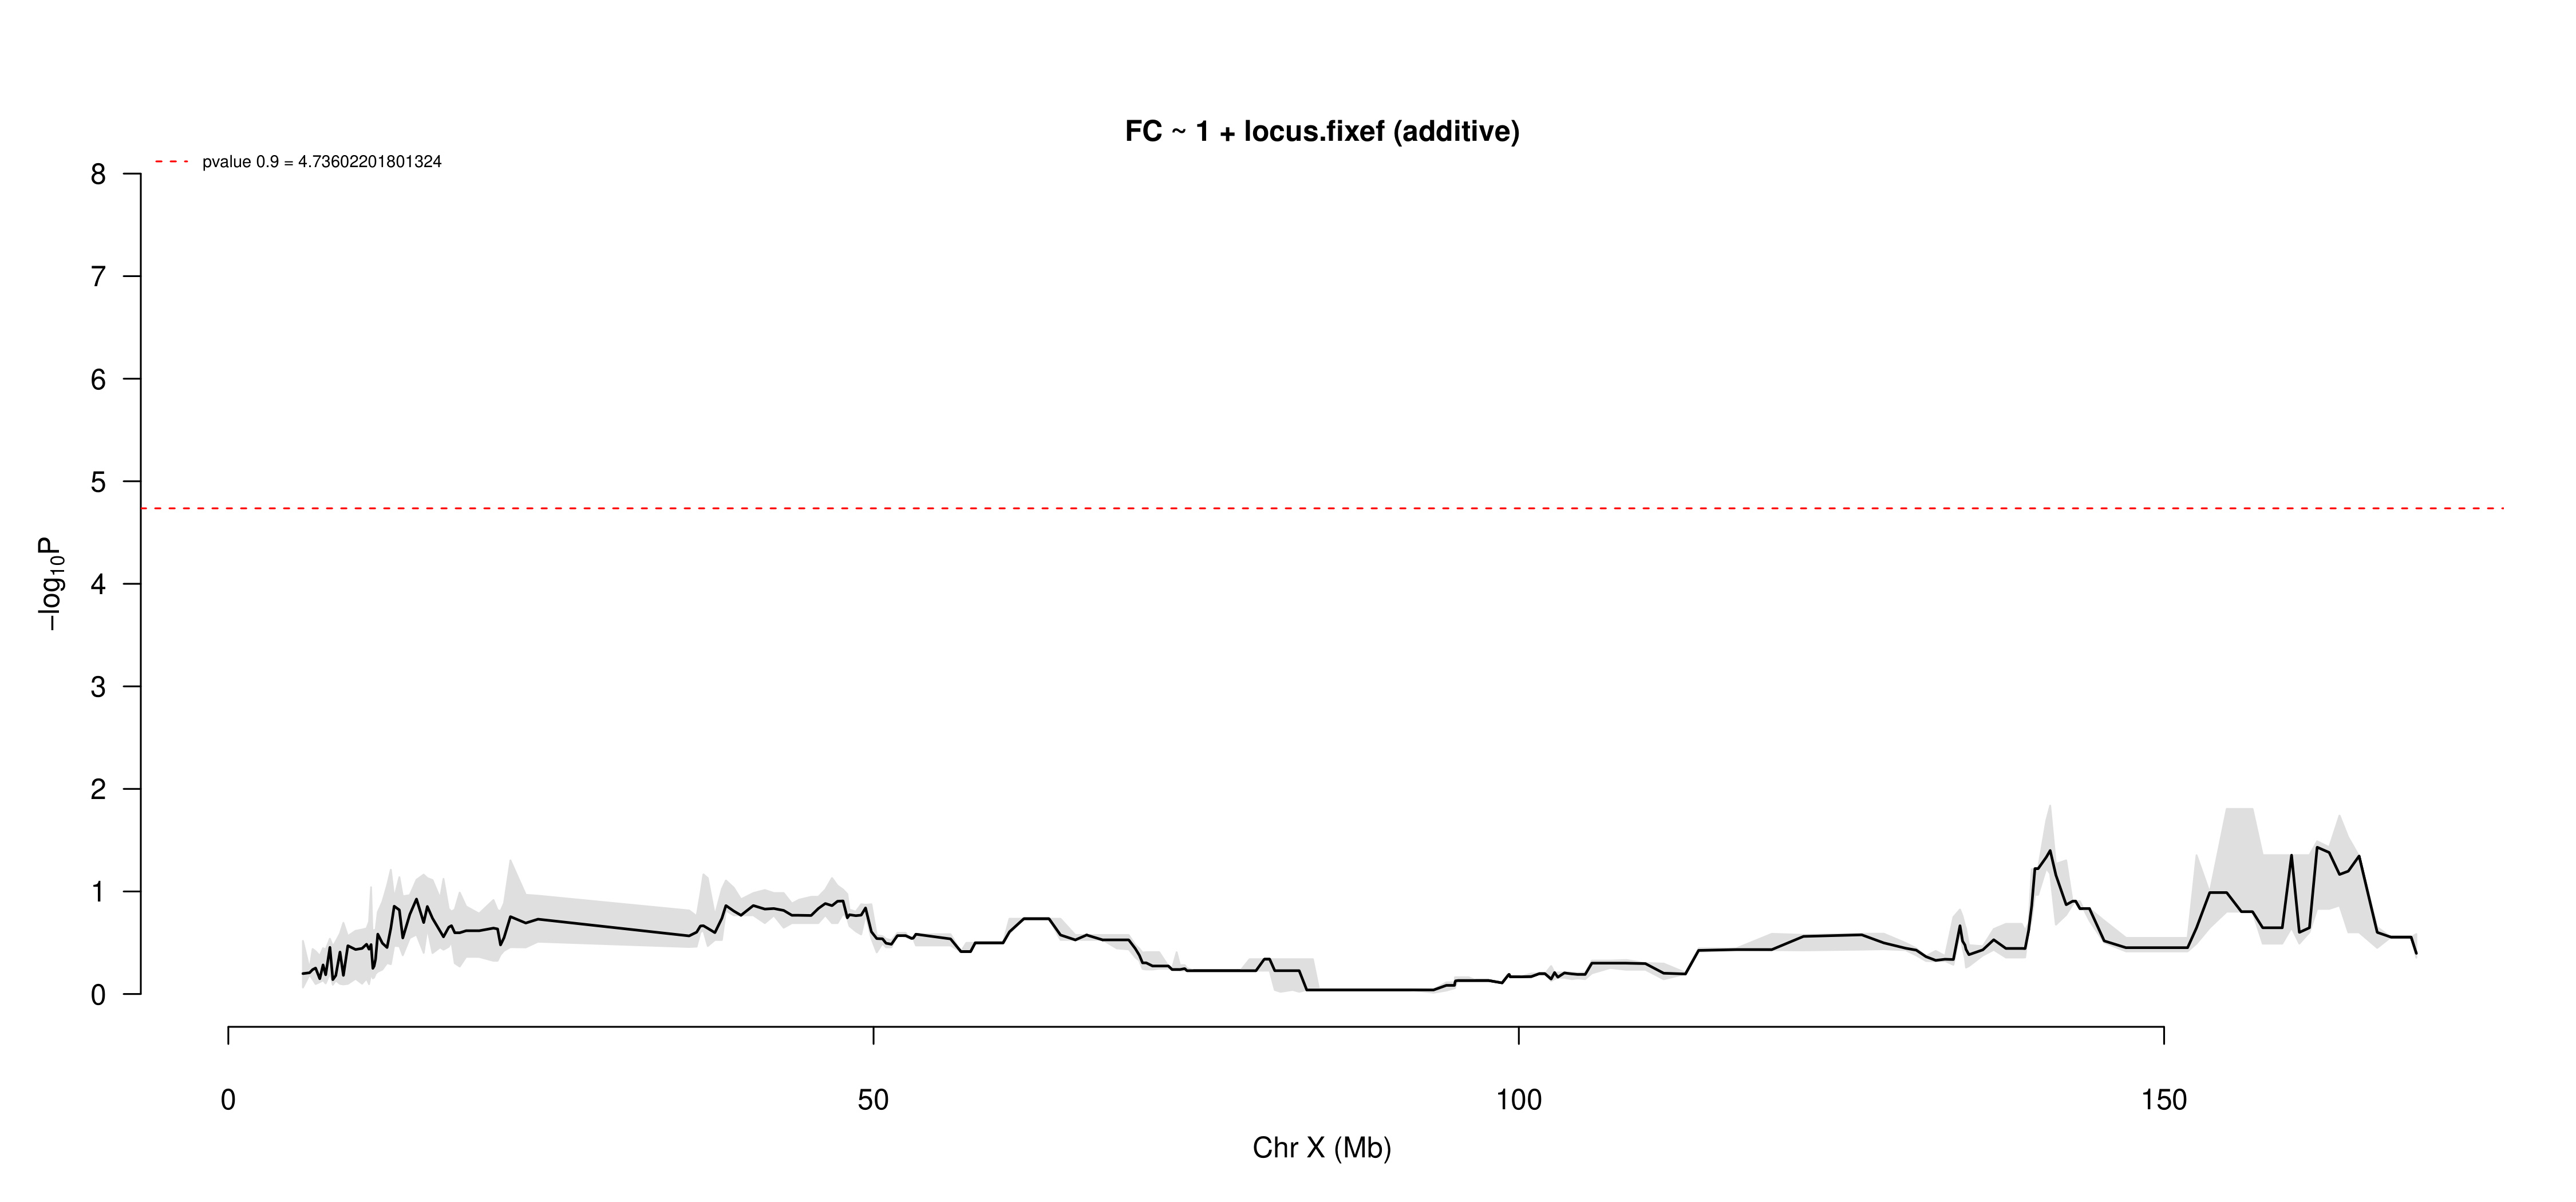 FC ~ 1 + locus.fixef (additive)
pvalue 0.9 = 4.73602201801324
8
7
6
5
4
3
2
1
0
−log10P
0 50 100 150
Chr X (Mb)